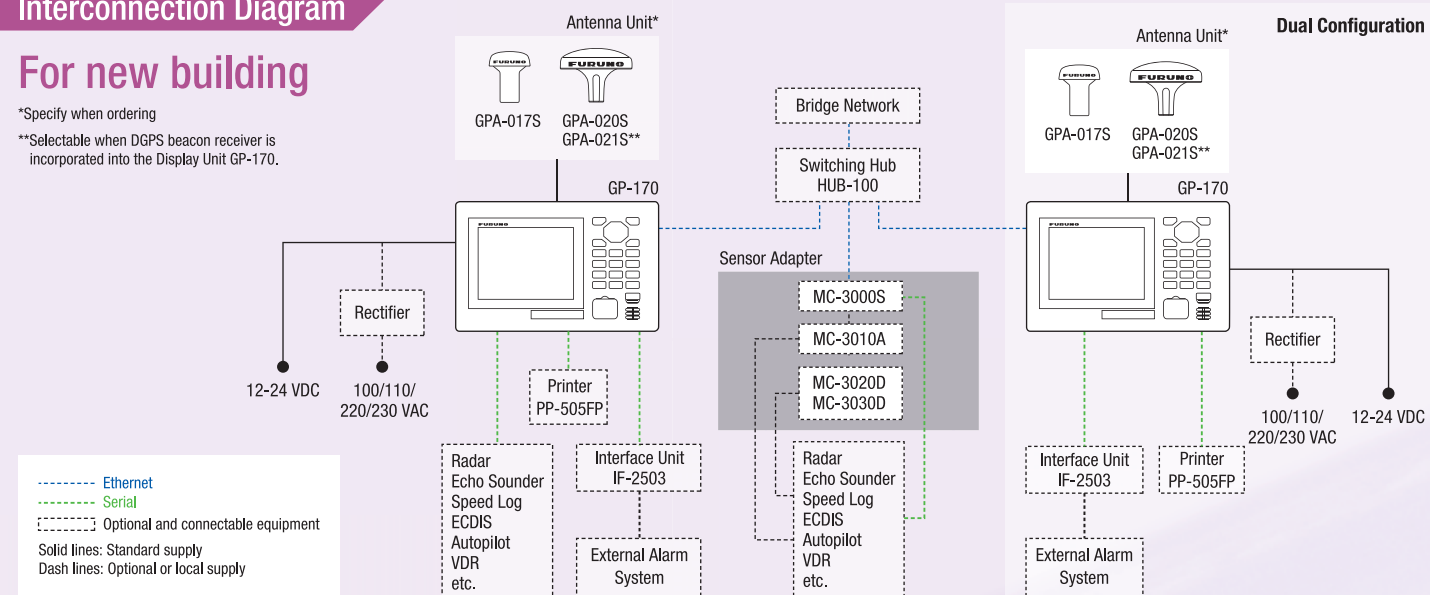 Interconnection Diagram
For new building
*Specify when ordering
**Selectable when DGPS beacon receiver is
incorporated into the Display Unit GP-170.
Antenna Unit*
FURUNO
FURUNO
GPA-017S
GPA-020S
GPA-021S**
GP-170
FURUNO
Rectifier
12-24 VDC
100/110/
220/230 VAC
Printer
PP-505FP
Radar
Echo Sounder
Speed Log
ECDIS
Autopilot
VDR
etc.
Interface Unit
IF-2503
External Alarm
System
Bridge Network
Switching Hub
HUB-100
Sensor Adapter
MC-3000S
MC-3010A
MC-3020D
MC-3030D
Radar
Echo Sounder
Speed Log
ECDIS
Autopilot
VDR
etc.
Dual Configuration
Antenna Unit*
FURUNO
FURUNO
GPA-017S
GPA-020S
GPA-021S**
GP-170
FURUNO
Rectifier
100/110/
220/230 VAC
12-24 VDC
Interface Unit
IF-2503
Printer
PP-505FP
External Alarm
System
Ethernet
Serial
Optional and connectable equipment
Solid lines: Standard supply
Dash lines: Optional or local supply